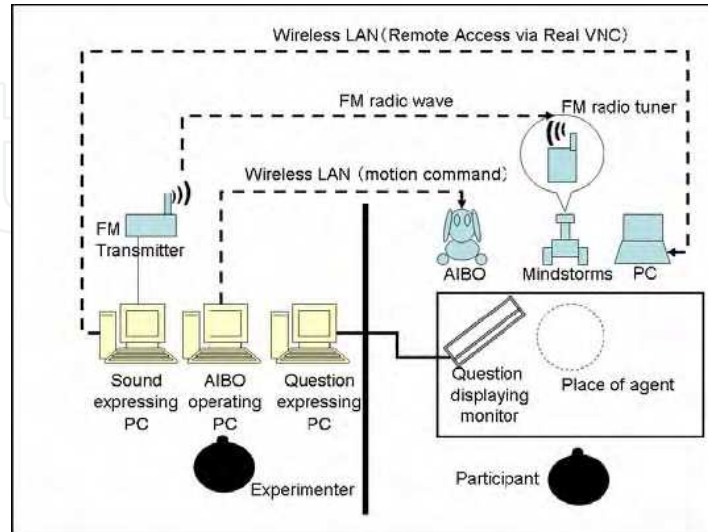 Wireless LAN(Remote Access via Real VNC)
FM radic wave
FM radio tuner
Wireless LAN (motion command)
FM
Transmitter
AIBO
Mindstorms
PC
Sound
expressing
PC
AIBO
operating
PC
Question
expressing
PC
Question
displaying
monitor
Place of agent
Experimenter
Participant